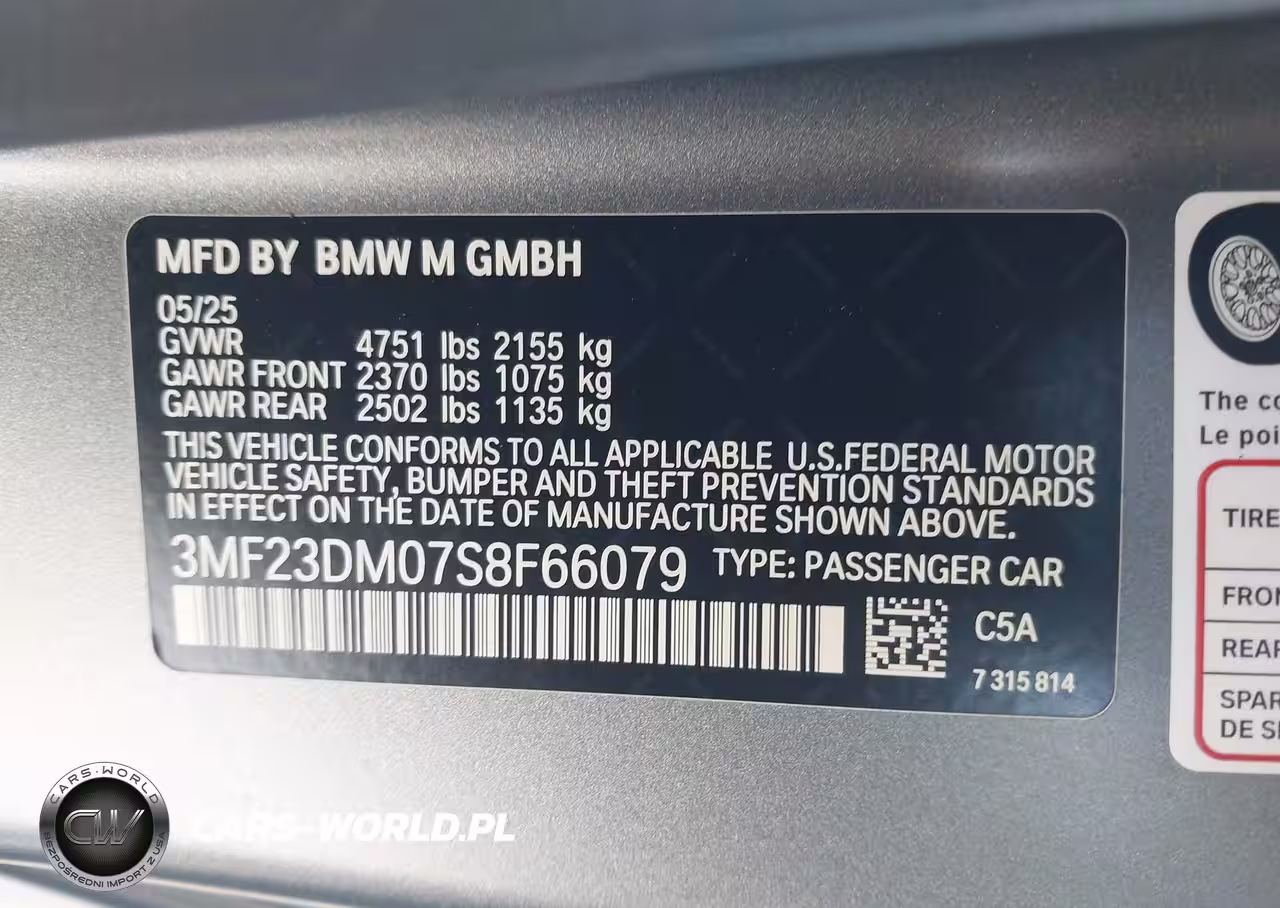 MFD BY BMW M GMBH
05/25
GVWR 4751 lbs 2155 kg
GAWR FRONT 2370 lbs 1075 kg
GAWR REAR 2502 lbs 1135 kg
THIS VEHICLE CONFORMS TO ALL APPLICABLE U.S.FEDERAL MOTOR
VEHICLE SAFETY, BUMPER AND THEFT PREVENTION STANDARDS
IN EFFECT ON THE DATE OF MANUFACTURE SHOWN ABOVE.
3MF23DM07S8F66079 TYPE: PASSENGER CAR
C5A
7 315 814
The co
Le poi
TIRE
FRON
REAR
SPAR
DE SE
CARS-WORLD
CW
BEZPOŚREDNI IMPORT Z USA
CARS-WORLD.PL